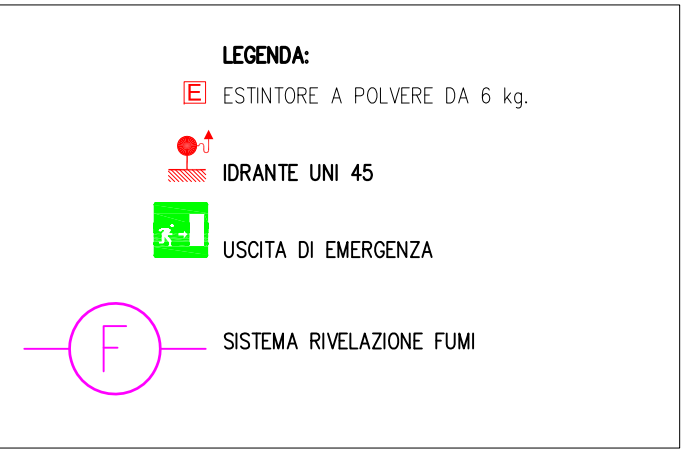 LEGENDA:
E ESTINTORE A POLVERE DA 6 kg.
IDRANTE UNI 45
USCITA DI EMERGENZA
F SISTEMA RIVELAZIONE FUMI